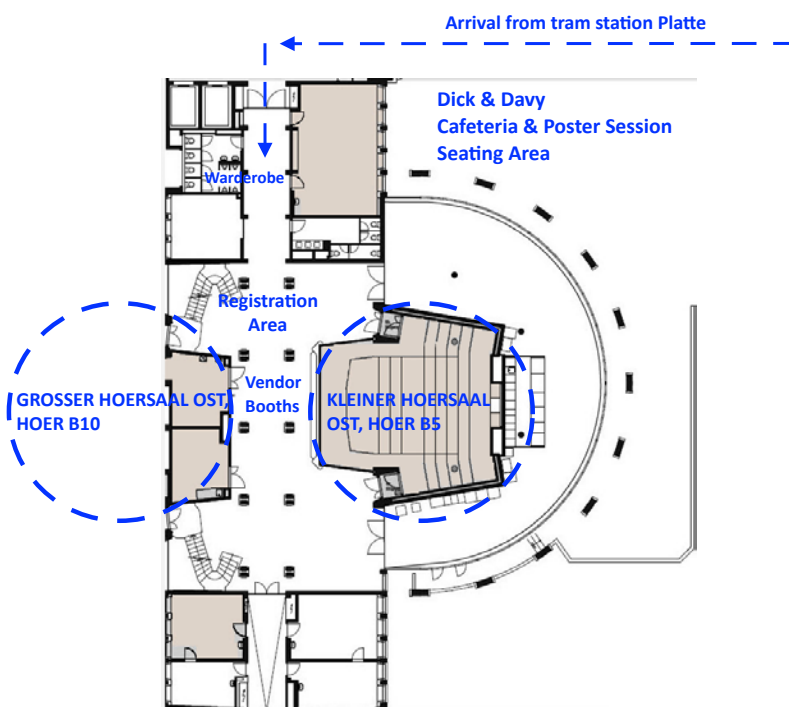 Arrival from tram station Platte
Dick & Davy
Cafeteria & Poster Session
Seating Area
Warderobe
Registration
Area
Vendor
Booths
GROSSER HOERSAAL OST,
HOER B10
KLEINER HOERSAAL
OST, HOER B5